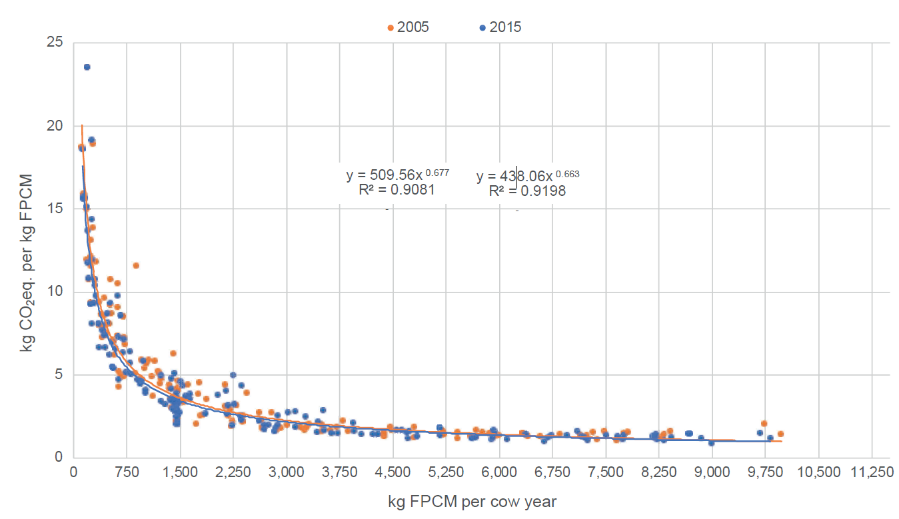 2005 2015
25
20
15
10
5
0
kg CO₂eq. per kg FPCM
y = 509.56x^0.677 y = 438.06x^0.663
R² = 0.9081 R² = 0.9198
0 750 1,500 2,250 3,000 3,750 4,500 5,250 6,000 6,750 7,500 8,250 9,000 9,750 10,500 11,250
kg FPCM per cow year